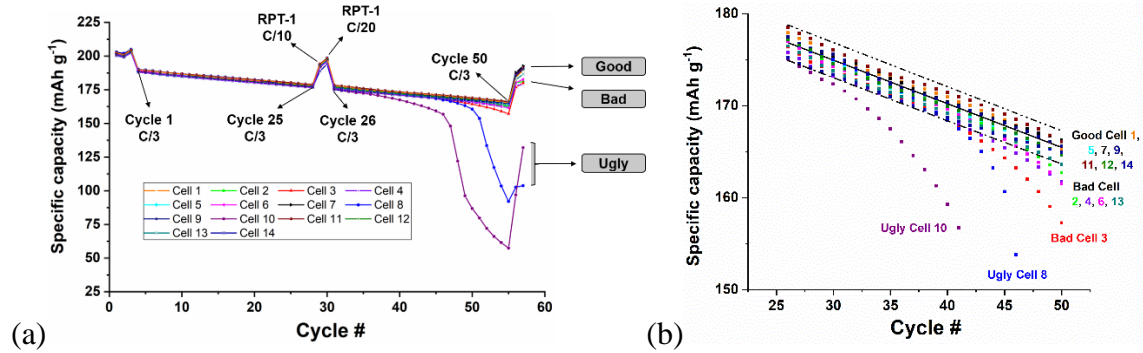 (a)
Specific capacity (mAh g⁻¹)
225
200
175
150
125
100
75
50
25
0
10
20
30
40
50
60
Cycle #
RPT-1
C/10
RPT-1
C/20
Cycle 1
C/3
Cycle 25
C/3
Cycle 26
C/3
Cycle 50
C/3
Good
Bad
Ugly
Cell 1 Cell 2 Cell 3 Cell 4
Cell 5 Cell 6 Cell 7 Cell 8
Cell 9 Cell 10 Cell 11 Cell 12
Cell 13 Cell 14
(b)
Specific capacity (mAh g⁻¹)
180
170
160
150
25
30
35
40
45
50
Cycle #
Good Cell 1,
5, 7, 9,
11, 12, 14
Bad Cell
2, 4, 6, 13
Bad Cell 3
Ugly Cell 10
Ugly Cell 8